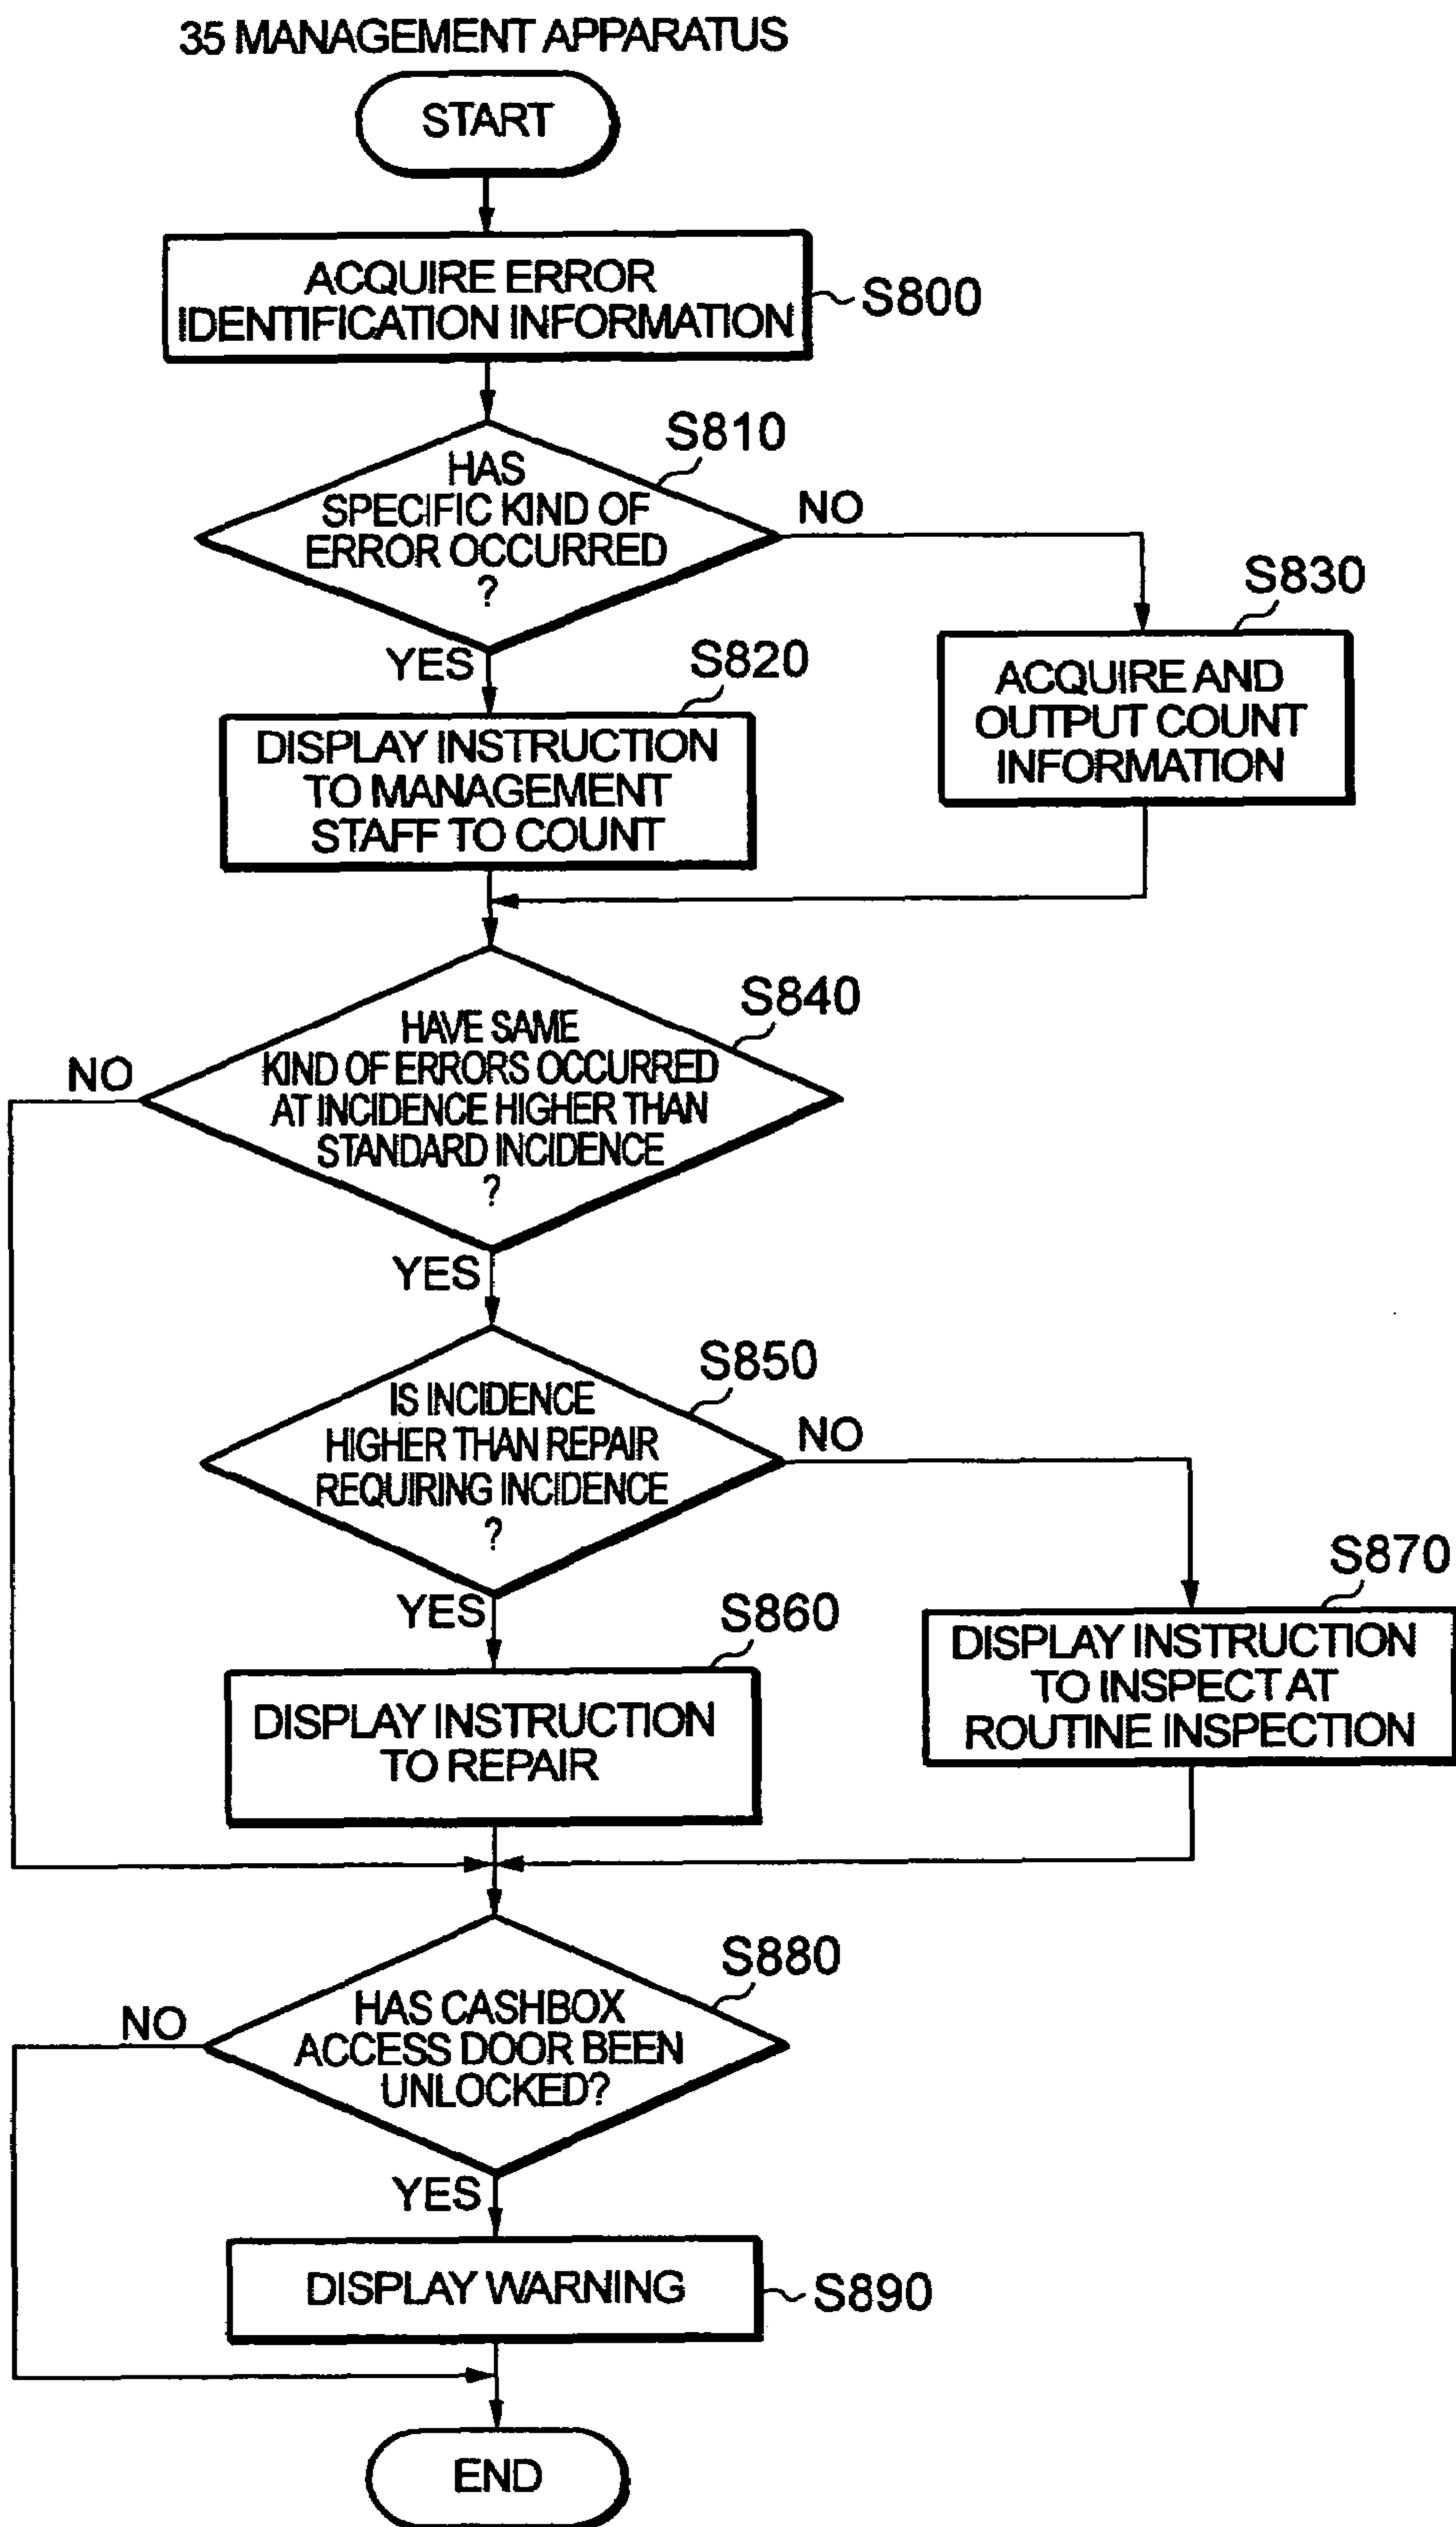 35 MANAGEMENT APPARATUS
START
ACQUIRE ERROR
IDENTIFICATION INFORMATION
S800
S810
HAS
SPECIFIC KIND OF
ERROR OCCURRED
?
NO
YES
S830
ACQUIRE AND
OUTPUT COUNT
INFORMATION
S820
DISPLAY INSTRUCTION
TO MANAGEMENT
STAFF TO COUNT
S840
HAVE SAME
KIND OF ERRORS OCCURRED
AT INCIDENCE HIGHER THAN
STANDARD INCIDENCE
?
NO
YES
S850
IS INCIDENCE
HIGHER THAN REPAIR
REQUIRING INCIDENCE
?
NO
YES
S860
DISPLAY INSTRUCTION
TO REPAIR
S870
DISPLAY INSTRUCTION
TO INSPECT AT
ROUTINE INSPECTION
S880
HAS CASHBOX
ACCESS DOOR BEEN
UNLOCKED?
NO
YES
DISPLAY WARNING
S890
END